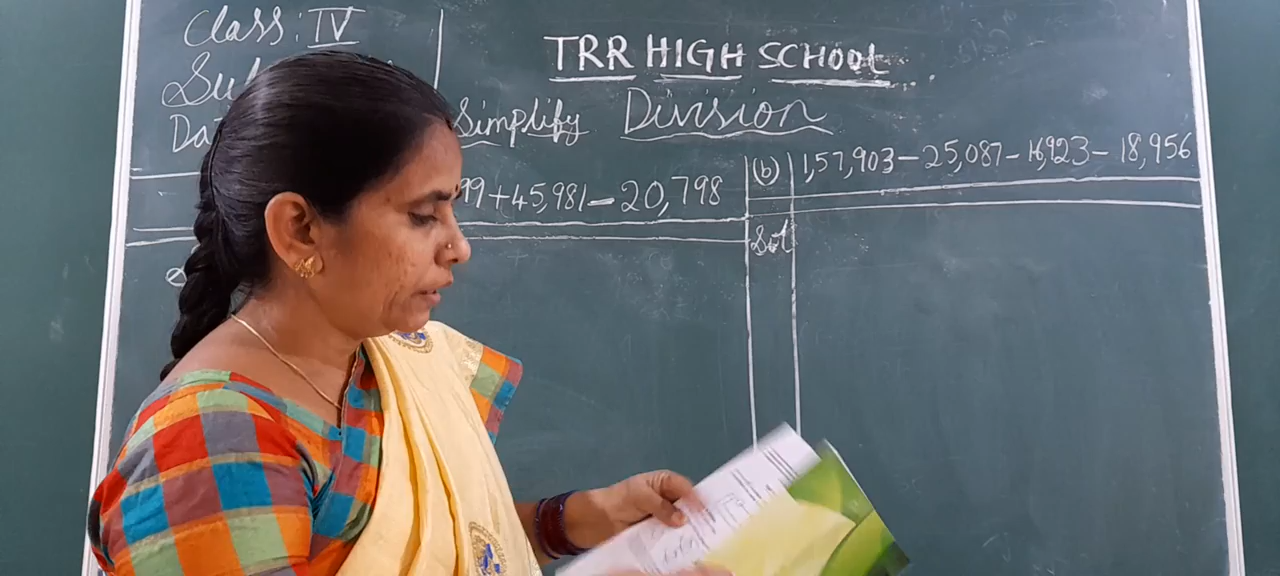 Class: IV
TRR HIGH SCHOOL
Simplify Division
99+45,981-20,798
(b) 1,57,903-25,087-16,923-18,956
Sol